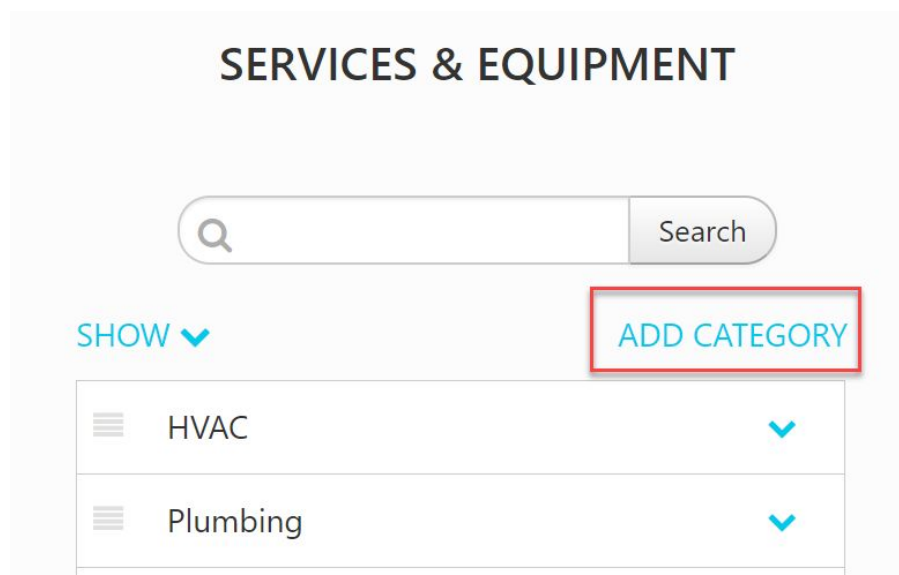 SERVICES & EQUIPMENT
Search
SHOW ADD CATEGORY
HVAC
Plumbing